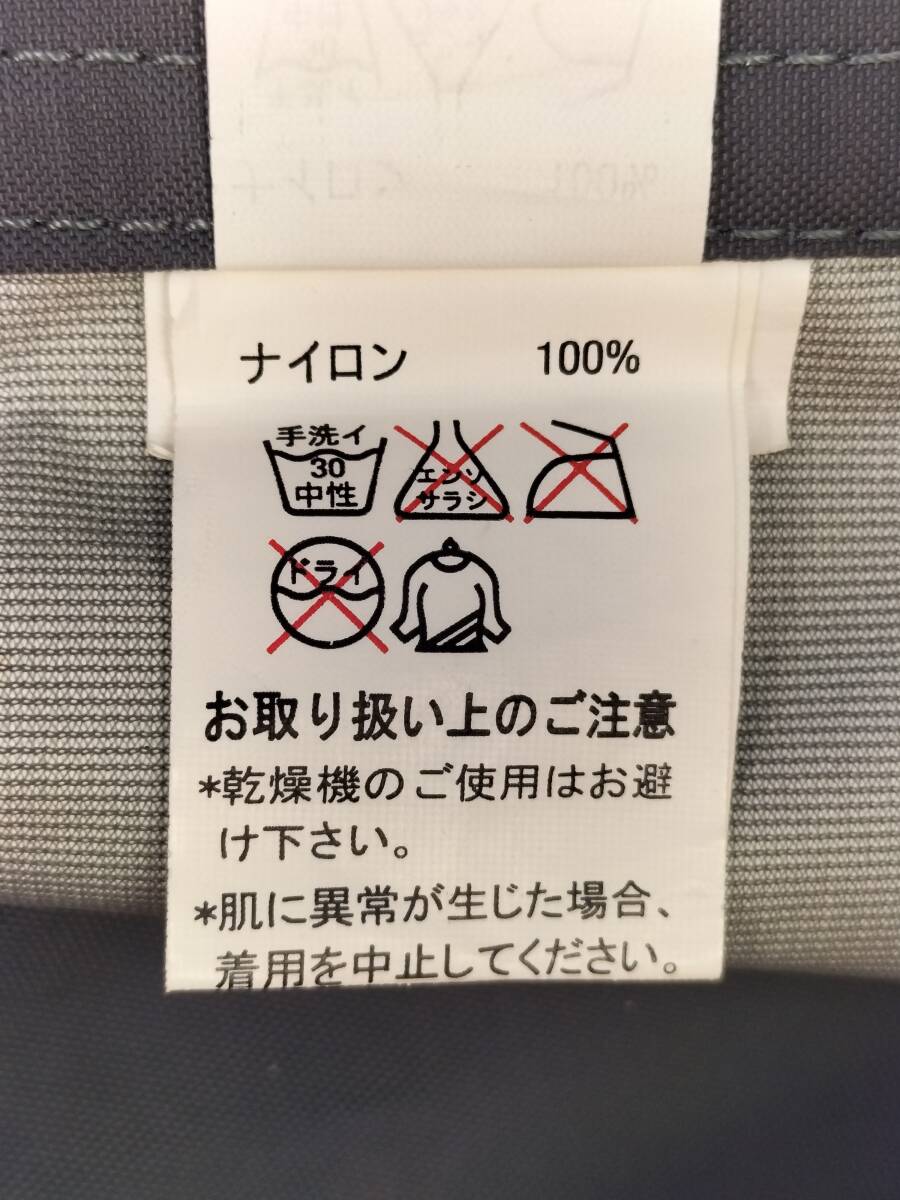 ナイロン 100%
手洗イ
30
中性
エンソ
サラシ
ドライ
お取り扱い上のご注意
*乾燥機のご使用はお避
け下さい。
*肌に異常が生じた場合、
着用を中止してください。